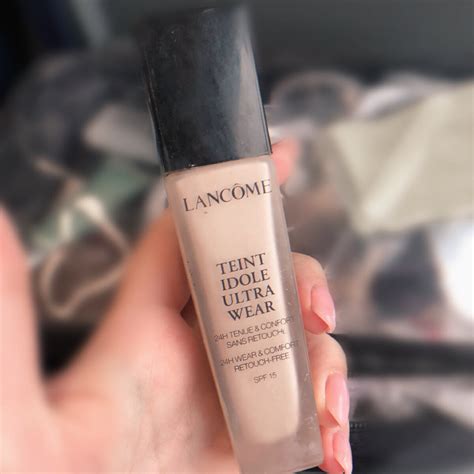 LANCÔME
TEINT
IDOLE
ULTRA
WEAR
24H TENUE & CONFORT
SANS RETOUCHE
24H WEAR & COMFORT
RETOUCH-FREE
SPF 15